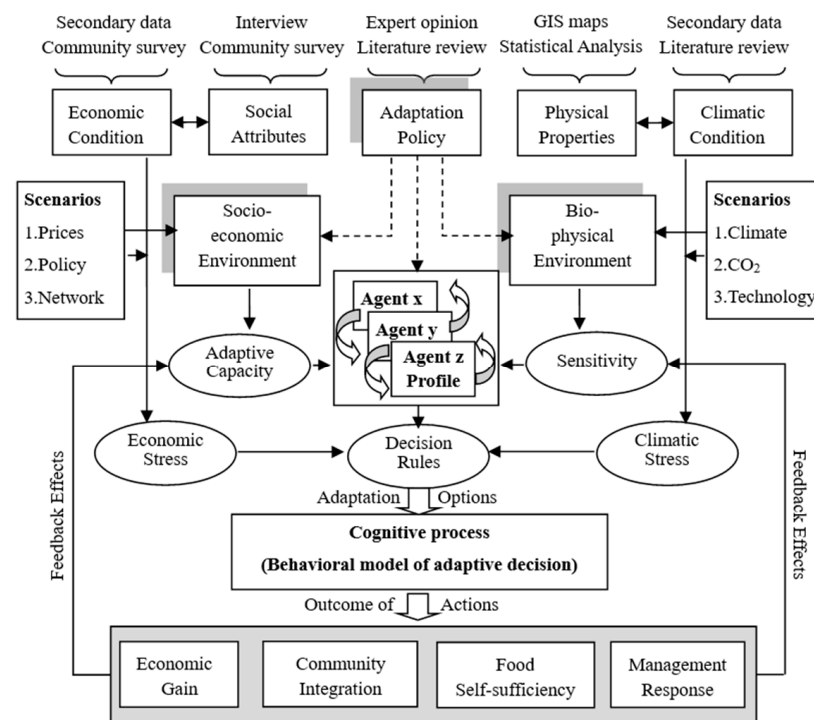 Secondary data
Community survey
Interview
Community survey
Expert opinion
Literature review
GIS maps
Statistical Analysis
Secondary data
Literature review
Economic
Condition
Social
Attributes
Adaptation
Policy
Physical
Properties
Climatic
Condition
Scenarios
1.Prices
2.Policy
3.Network
Socio-
economic
Environment
Bio-
physical
Environment
Scenarios
1.Climate
2.CO₂
3.Technology
Agent x
Agent y
Agent z
Profile
Adaptive
Capacity
Sensitivity
Economic
Stress
Decision
Rules
Climatic
Stress
Feedback Effects
Feedback Effects
Adaptation Options
Cognitive process
(Behavioral model of adaptive decision)
Outcome of Actions
Economic
Gain
Community
Integration
Food
Self-sufficiency
Management
Response